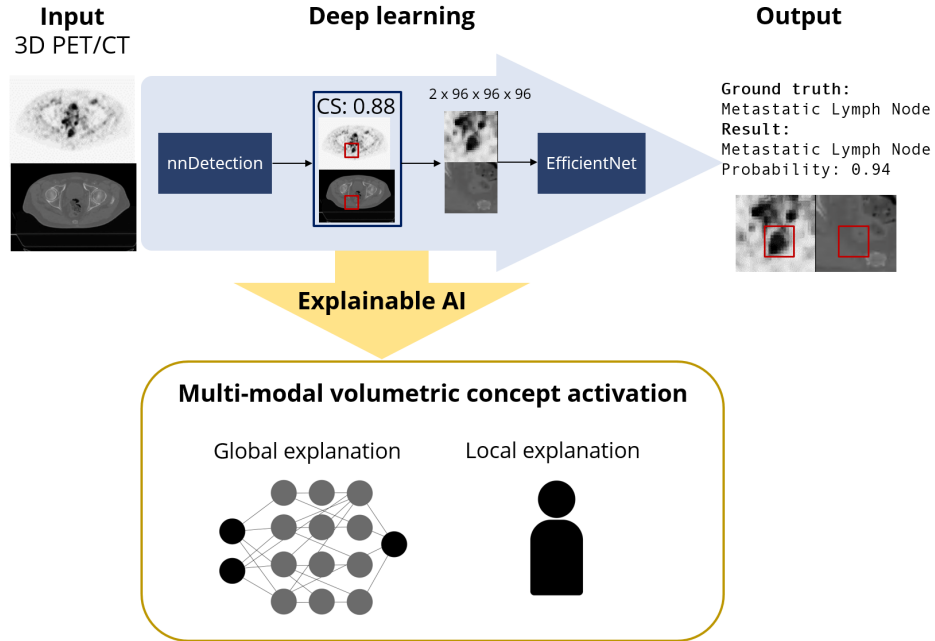 Input
3D PET/CT
Deep learning
Output
nnDetection
CS: 0.88
2 x 96 x 96 x 96
EfficientNet
Ground truth:
Metastatic Lymph Node
Result:
Metastatic Lymph Node
Probability: 0.94
Explainable AI
Multi-modal volumetric concept activation
Global explanation
Local explanation